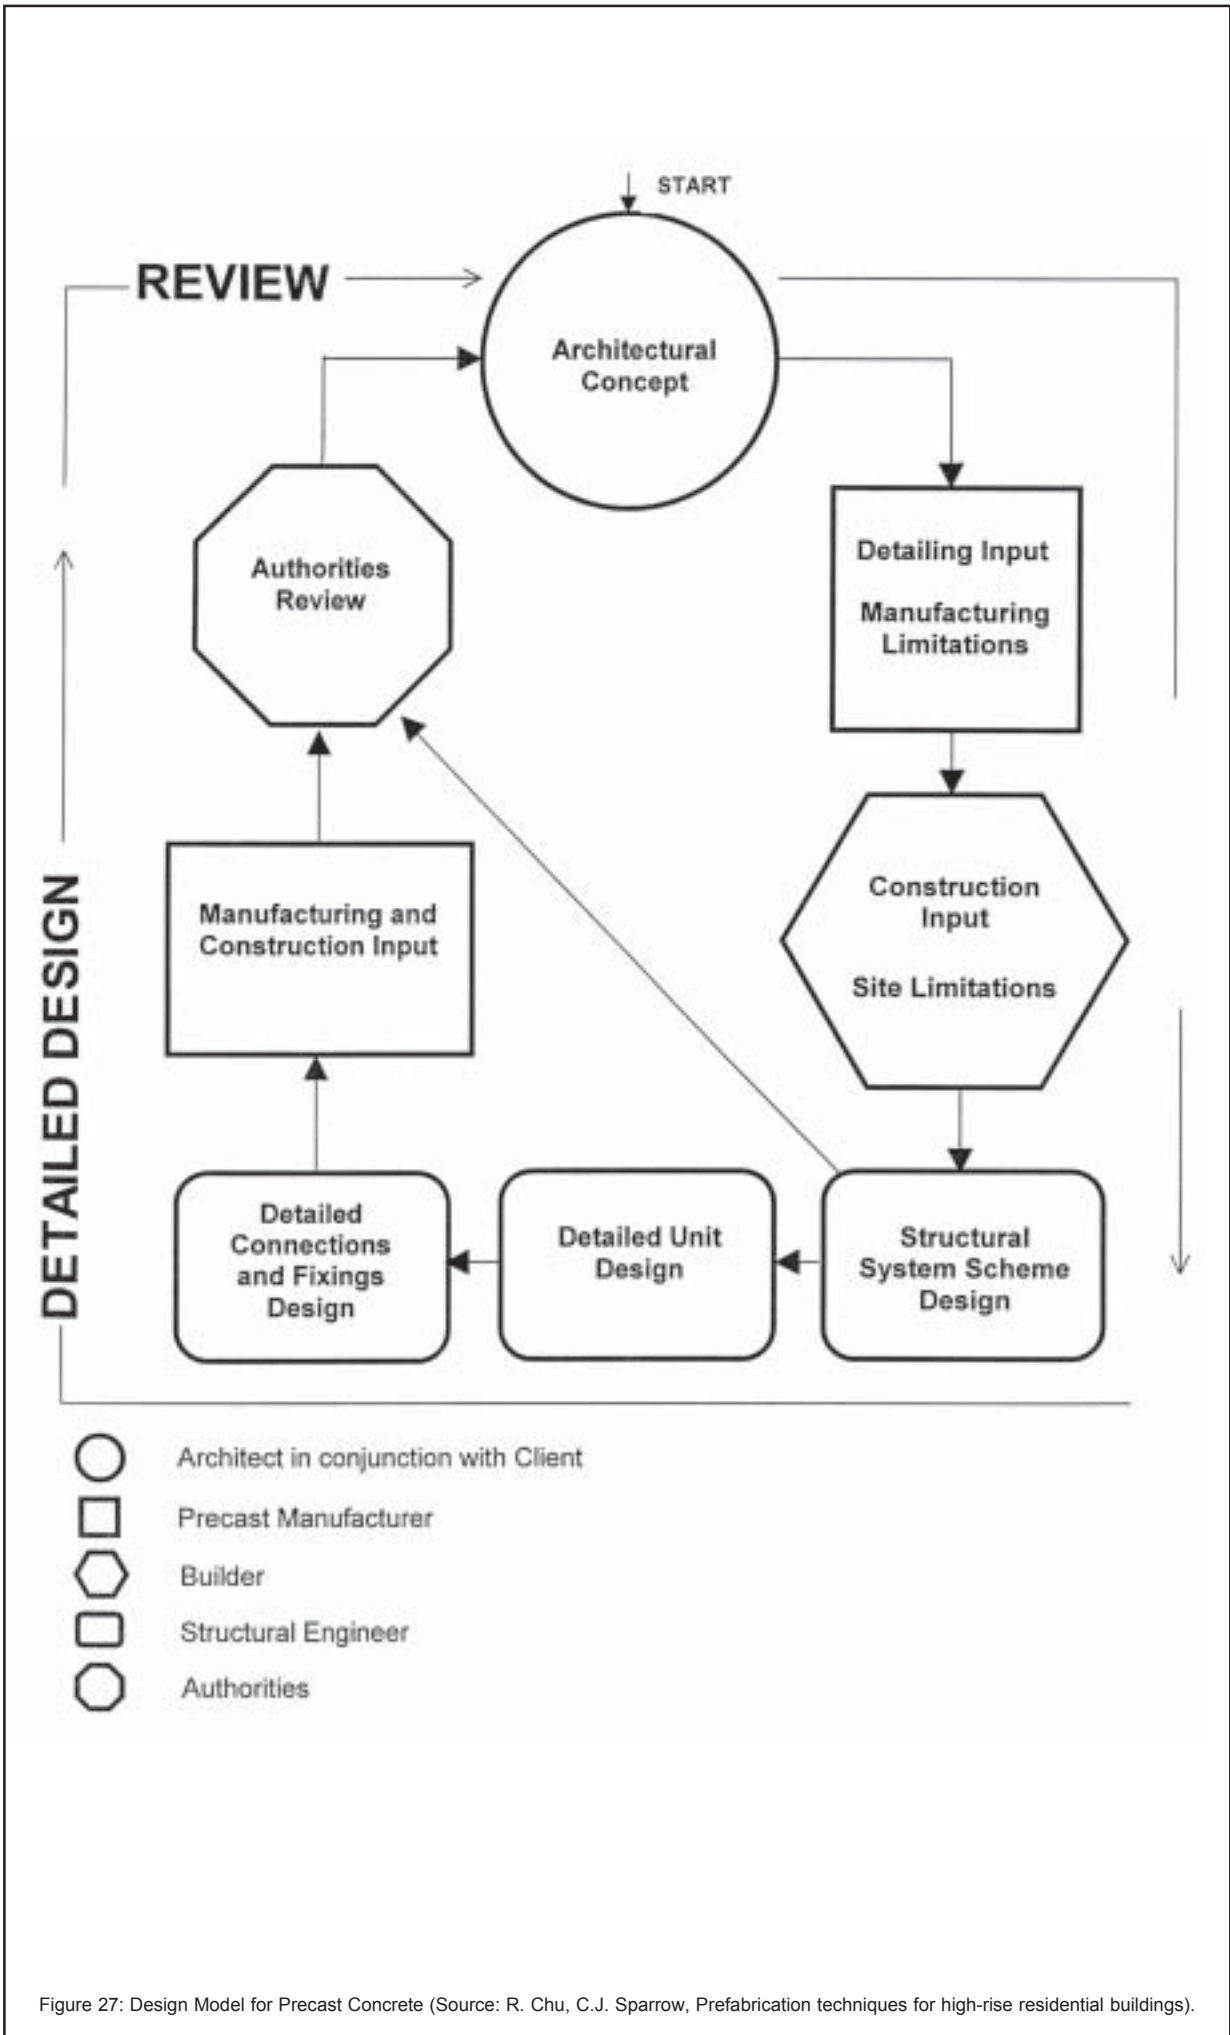 START
REVIEW
Architectural
Concept
Detailing Input
Manufacturing
Limitations
Authorities
Review
Construction
Input
Site Limitations
Manufacturing and
Construction Input
DETAILED DESIGN
Structural
System Scheme
Design
Detailed Unit
Design
Detailed
Connections
and Fixings
Design
Architect in conjunction with Client
Precast Manufacturer
Builder
Structural Engineer
Authorities
Figure 27: Design Model for Precast Concrete (Source: R. Chu, C.J. Sparrow, Prefabrication techniques for high-rise residential buildings).